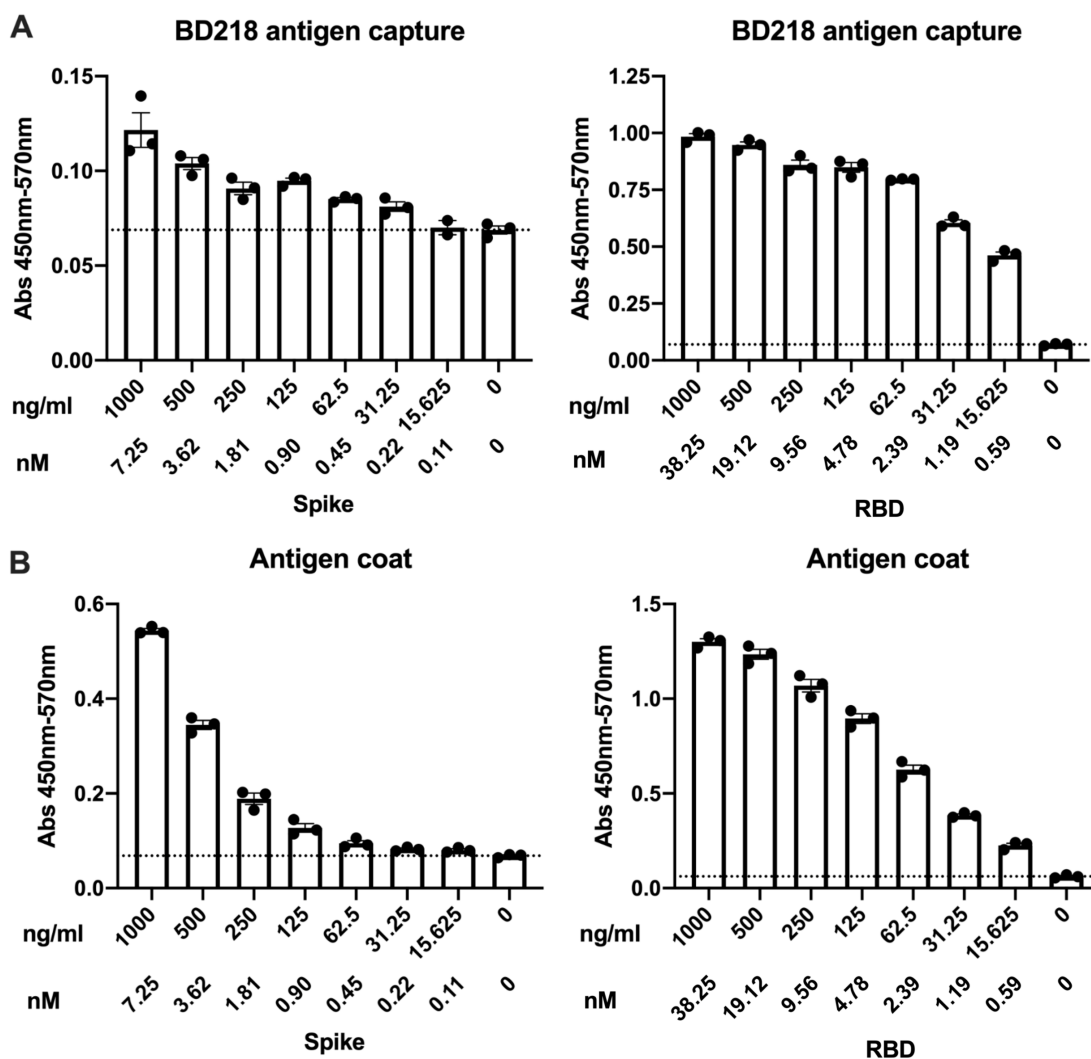 A
BD218 antigen capture
Abs 450nm-570nm
0.15
0.10
0.05
0.00
ng/ml 1000 500 250 125 62.5 31.25 15.625 0
nM 7.25 3.62 1.81 0.90 0.45 0.22 0.11 0
Spike
BD218 antigen capture
Abs 450nm-570nm
1.25
1.00
0.75
0.50
0.25
0.00
ng/ml 1000 500 250 125 62.5 31.25 15.625 0
nM 38.25 19.12 9.56 4.78 2.39 1.19 0.59 0
RBD
B
Antigen coat
Abs 450nm-570nm
0.6
0.4
0.2
0.0
ng/ml 1000 500 250 125 62.5 31.25 15.625 0
nM 7.25 3.62 1.81 0.90 0.45 0.22 0.11 0
Spike
Antigen coat
Abs 450nm-570nm
1.5
1.0
0.5
0.0
ng/ml 1000 500 250 125 62.5 31.25 15.625 0
nM 38.25 19.12 9.56 4.78 2.39 1.19 0.59 0
RBD